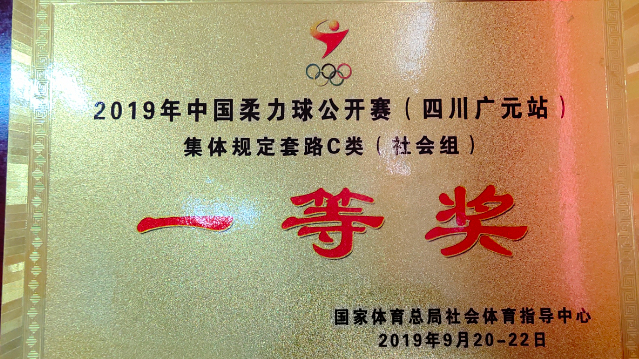 2019年中国柔力球公开赛（四川广元站）
集体规定套路C类（社会组）
一等奖
国家体育总局社会体育指导中心
2019年9月20-22日